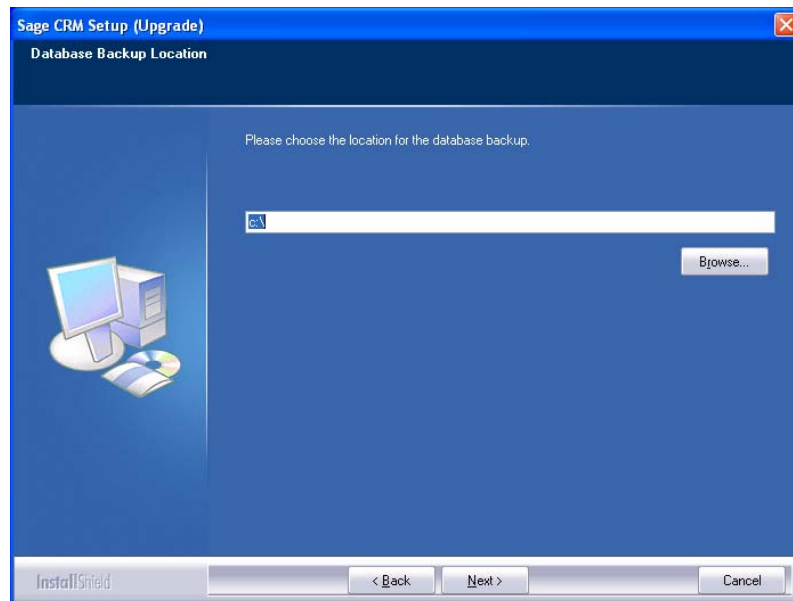 Sage CRM Setup (Upgrade)
Database Backup Location
Please choose the location for the database backup.
c:\
Browse...
InstallShield
< Back
Next >
Cancel